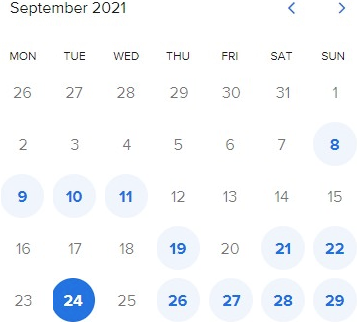 September 2021
MON TUE WED THU FRI SAT SUN
26 27 28 29 30 31 1
2 3 4 5 6 7 8
9 10 11 12 13 14 15
16 17 18 19 20 21 22
23 24 25 26 27 28 29